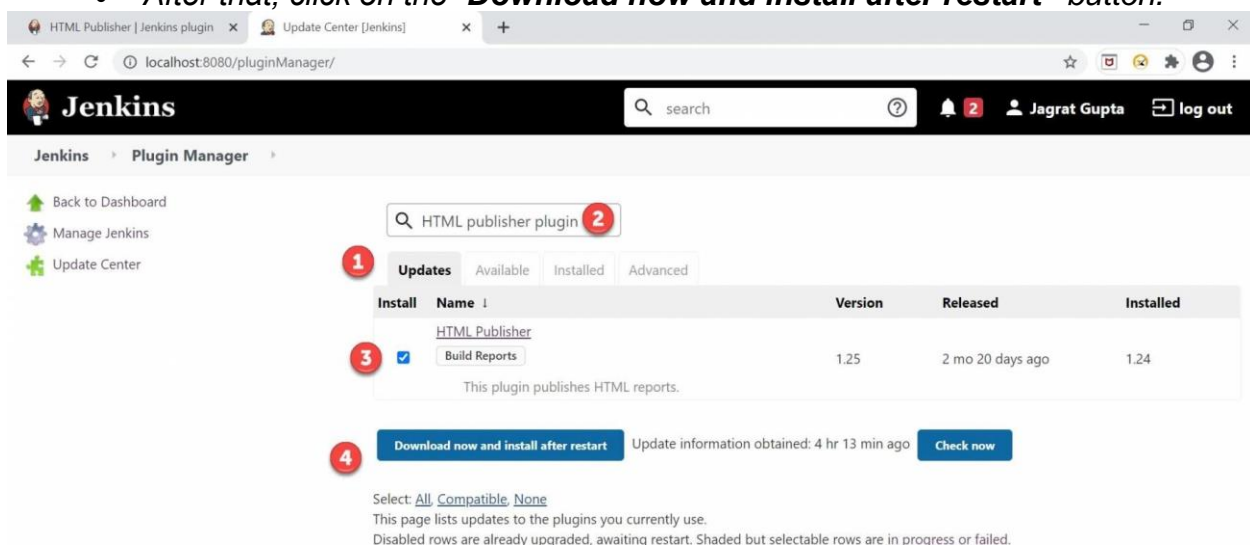 After that, click on the "Download now and install after restart" button.
HTML Publisher | Jenkins plugin
Update Center [Jenkins]
localhost:8080/pluginManager/
Jenkins
search
2
Jagrat Gupta
log out
Jenkins
Plugin Manager
Back to Dashboard
Manage Jenkins
Update Center
HTML publisher plugin 2
1 Updates Available Installed Advanced
Install Name ↓ Version Released Installed
HTML Publisher
3 Build Reports 1.25 2 mo 20 days ago 1.24
This plugin publishes HTML reports.
4 Download now and install after restart Update information obtained: 4 hr 13 min ago Check now
Select: All, Compatible, None
This page lists updates to the plugins you currently use.
Disabled rows are already upgraded, awaiting restart. Shaded but selectable rows are in progress or failed.